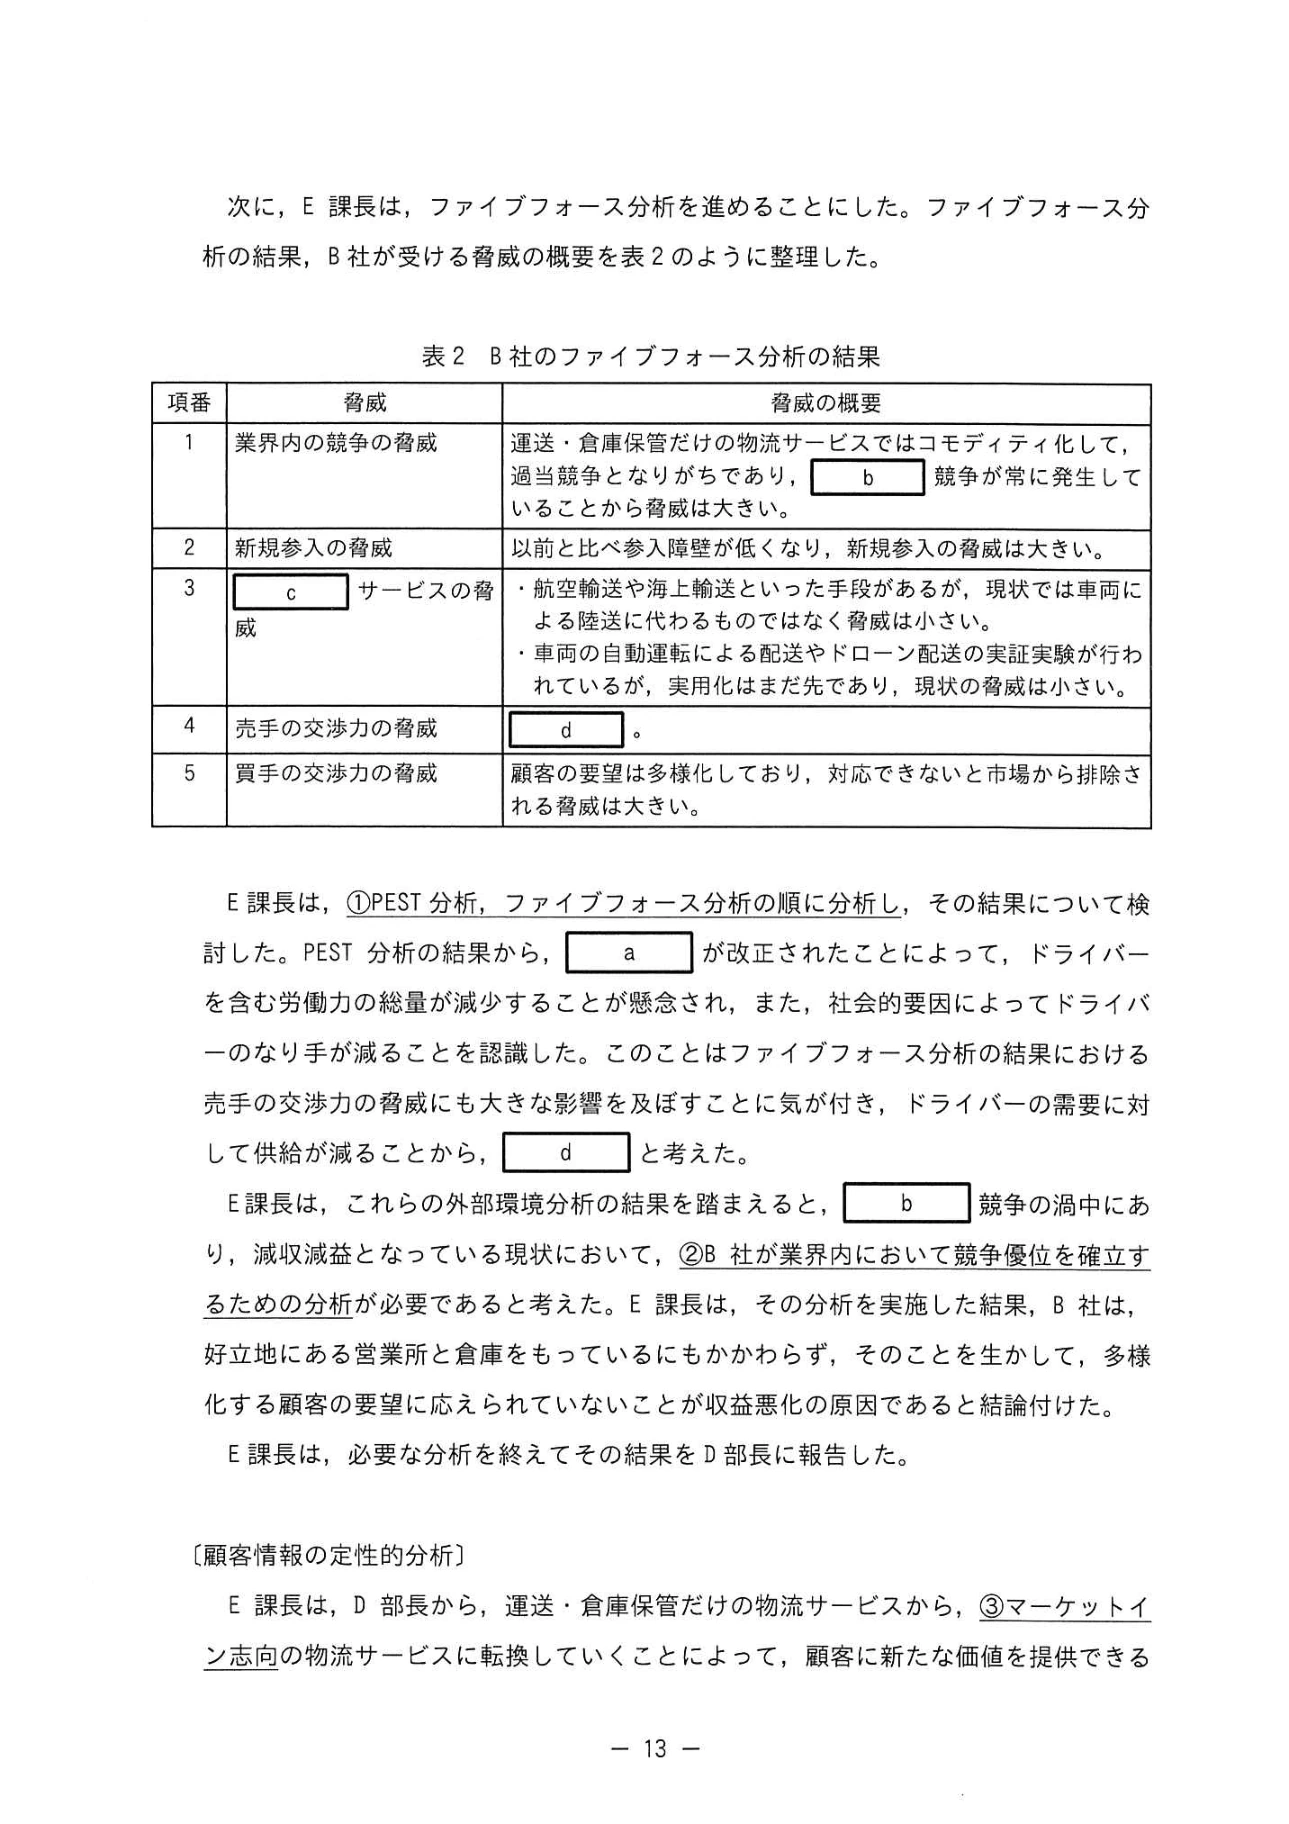 次に，E 課長は，ファイブフォース分析を進めることにした。ファイブフォース分
析の結果，B 社が受ける脅威の概要を表 2 のように整理した。
表 2　B 社のファイブフォース分析の結果
項番　脅威　脅威の概要
1　業界内の競争の脅威　運送・倉庫保管だけの物流サービスではコモディティ化して，
過当競争となりがちであり， b 競争が常に発生して
いることから脅威は大きい。
2　新規参入の脅威　以前と比べ参入障壁が低くなり，新規参入の脅威は大きい。
3　c サービスの脅
威
・航空輸送や海上輸送といった手段があるが，現状では車両に
よる陸送に代わるものではなく脅威は小さい。
・車両の自動運転による配送やドローン配送の実証実験が行わ
れているが，実用化はまだ先であり，現状の脅威は小さい。
4　売手の交渉力の脅威　d 。
5　買手の交渉力の脅威　顧客の要望は多様化しており，対応できないと市場から排除さ
れる脅威は大きい。
E 課長は，①PEST 分析，ファイブフォース分析の順に分析し，その結果について検
討した。PEST 分析の結果から， a が改正されたことによって，ドライバー
を含む労働力の総量が減少することが懸念され，また，社会的要因によってドライバ
ーのなり手が減ることを認識した。このことはファイブフォース分析の結果における
売手の交渉力の脅威にも大きな影響を及ぼすことに気が付き，ドライバーの需要に対
して供給が減ることから， d と考えた。
E 課長は，これらの外部環境分析の結果を踏まえると， b 競争の渦中にあ
り，減収減益となっている現状において，②B 社が業界内において競争優位を確立す
るための分析が必要であると考えた。E 課長は，その分析を実施した結果，B 社は，
好立地にある営業所と倉庫をもっているにもかかわらず，そのことを生かして，多様
化する顧客の要望に応えられていないことが収益悪化の原因であると結論付けた。
E 課長は，必要な分析を終えてその結果を D 部長に報告した。
〔顧客情報の定性的分析〕
E 課長は，D 部長から，運送・倉庫保管だけの物流サービスから，③マーケットイ
ン志向の物流サービスに転換していくことによって，顧客に新たな価値を提供できる
－ 13 －